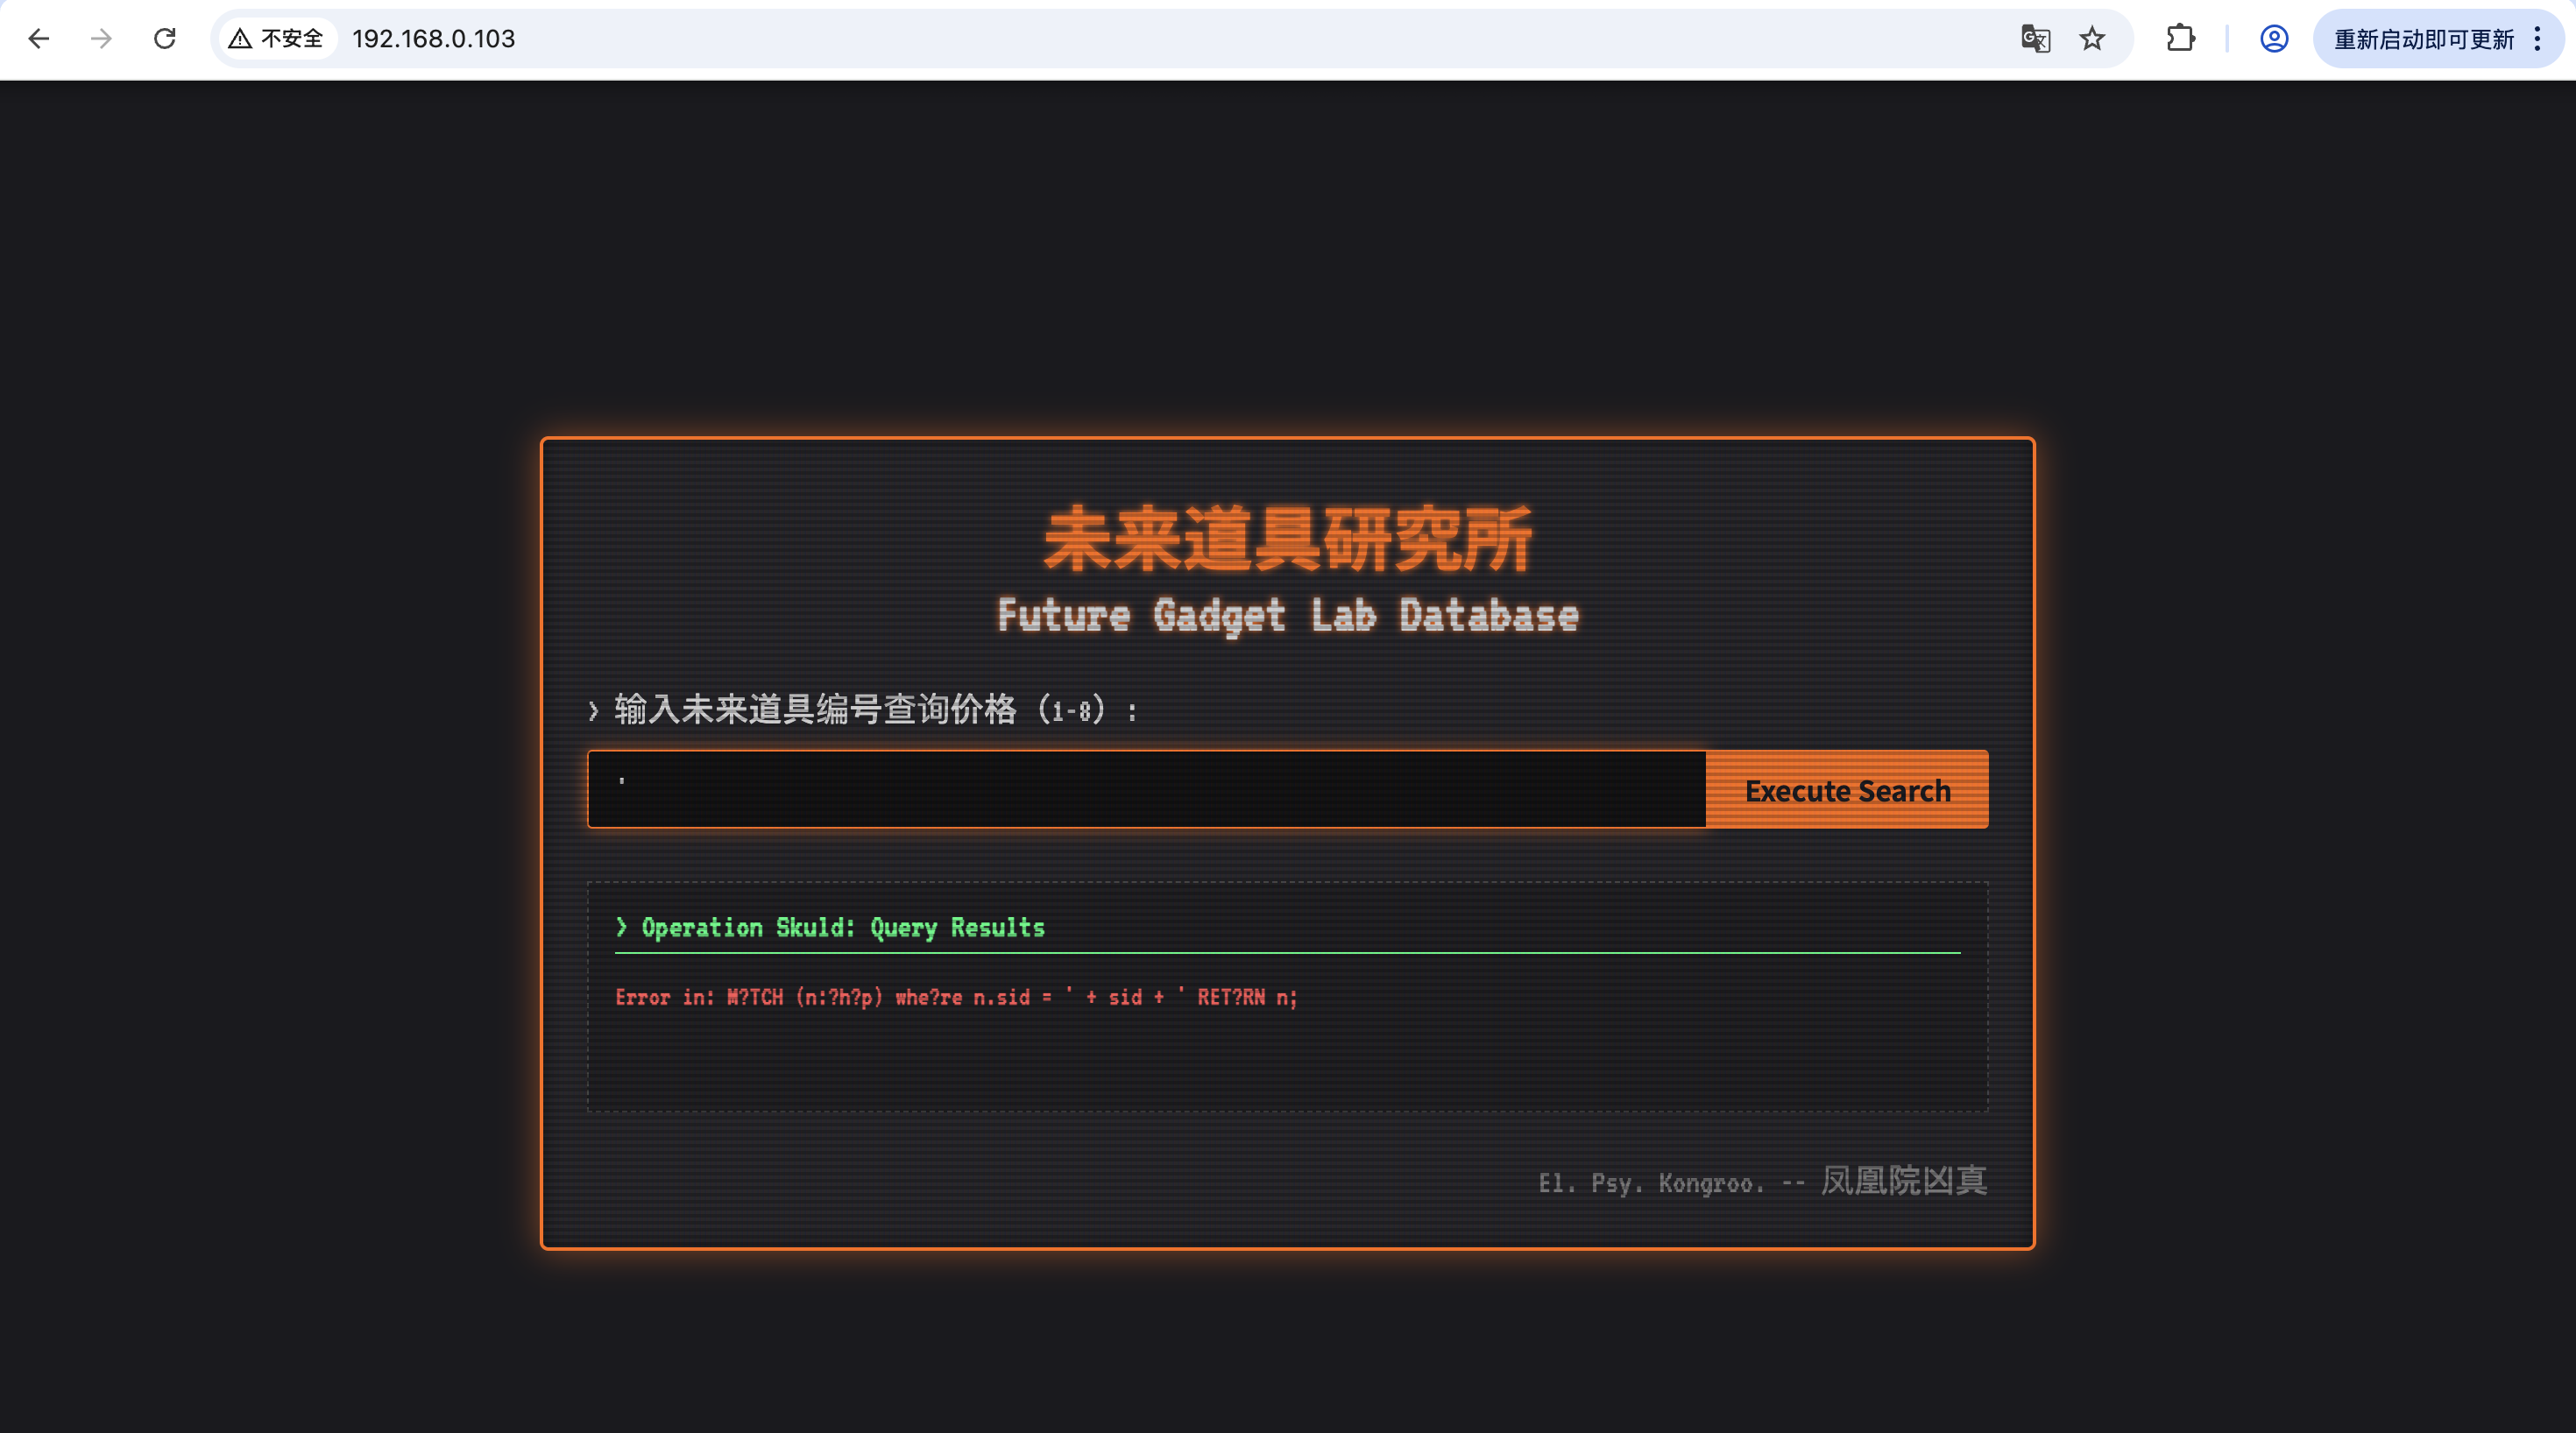 不安全 192.168.0.103 重新启动即可更新
未来道具研究所
Future Gadget Lab Database
> 输入未来道具编号查询价格（1-8）:
' Execute Search
> Operation Skuld: Query Results
Error in: M?TCH (n:?h?p) whe?re n.sid = ' + sid + ' RET?RN n;
El. Psy. Kongroo. -- 凤凰院凶真